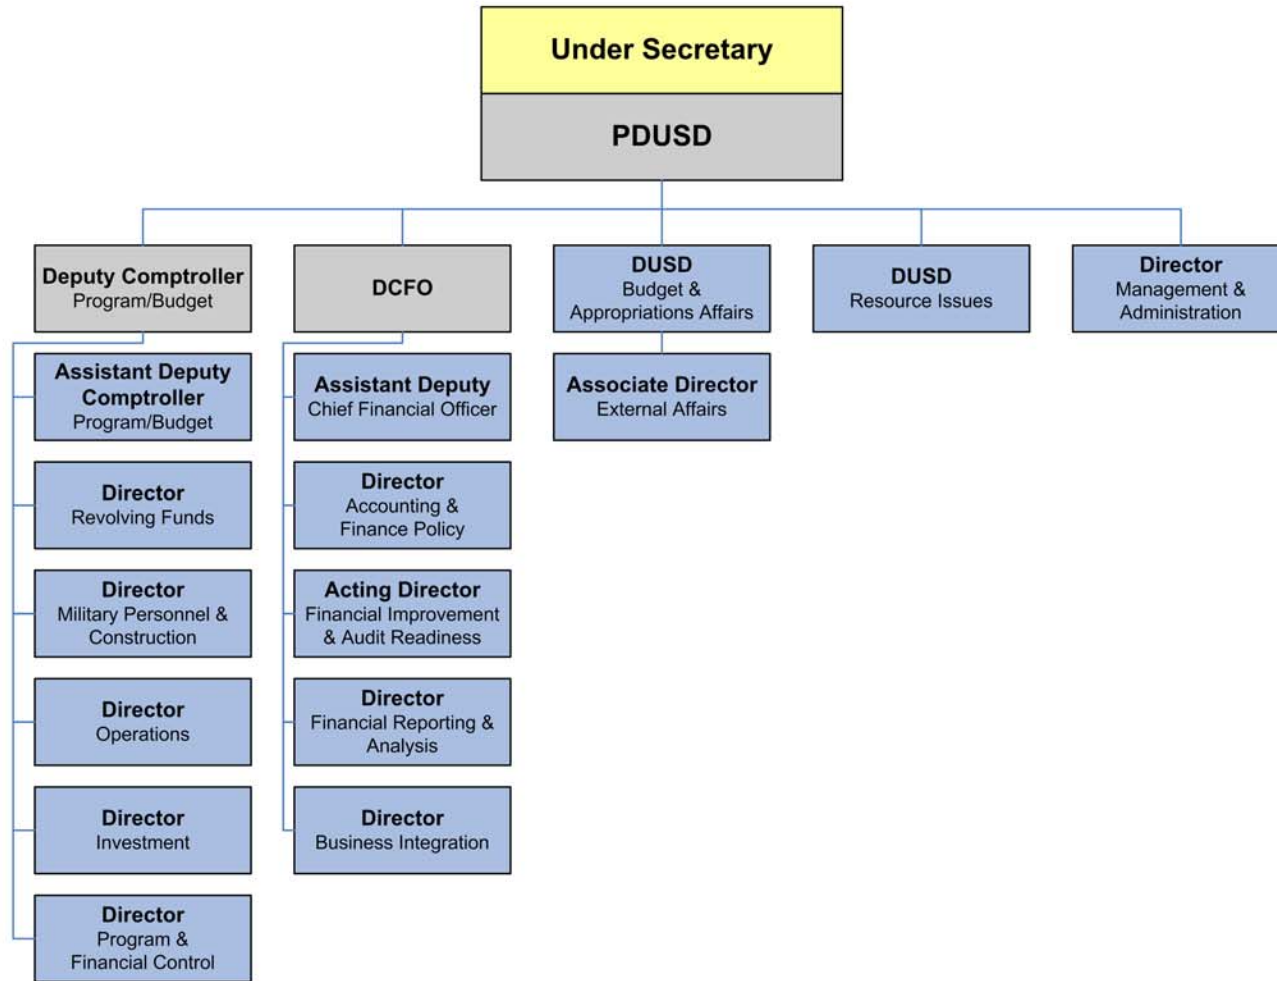 Under Secretary
PDUSD
Deputy Comptroller
Program/Budget
DCFO
DUSD
Budget &
Appropriations Affairs
DUSD
Resource Issues
Director
Management &
Administration
Assistant Deputy
Comptroller
Program/Budget
Assistant Deputy
Chief Financial Officer
Associate Director
External Affairs
Director
Revolving Funds
Director
Accounting &
Finance Policy
Director
Military Personnel &
Construction
Acting Director
Financial Improvement
& Audit Readiness
Director
Operations
Director
Financial Reporting &
Analysis
Director
Investment
Director
Business Integration
Director
Program &
Financial Control